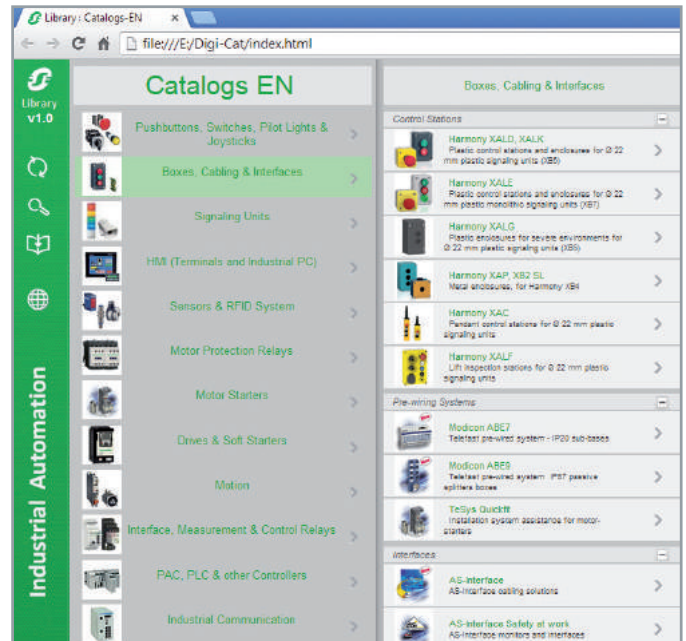 Library : Catalogs-EN
file:///E:/Digi-Cat/index.html
Library
v1.0
Industrial Automation
Catalogs EN
Pushbuttons, Switches, Pilot Lights &
Joysticks
Boxes, Cabling & Interfaces
Signaling Units
HMI (Terminals and Industrial PC)
Sensors & RFID System
Motor Protection Relays
Motor Starters
Drives & Soft Starters
Motion
Interface, Measurement & Control Relays
PAC, PLC & other Controllers
Industrial Communication
Boxes, Cabling & Interfaces
Control Stations
Harmony XALD, XALK
Plastic control stations and enclosures for Ø 22
mm plastic signaling units (XB5)
Harmony XALE
Plastic control stations and enclosures for Ø 22
mm plastic monolithic signaling units (XB7)
Harmony XALG
Plastic enclosures for severe environments for
Ø 22 mm plastic signaling units (XB5)
Harmony XAP, XB2 SL
Metal enclosures, for Harmony XB4
Harmony XAC
Pendant control stations for Ø 22 mm plastic
signaling units
Harmony XALF
Lift inspection stations for Ø 22 mm plastic
signaling units
Pre-wiring Systems
Modicon ABE7
Telefast pre-wired system - IP20 sub-bases
Modicon ABE9
Telefast pre-wired system - IP67 passive
splitters boxes
TeSys Quickfit
Installation system assistance for motor-
starters
Interfaces
AS-Interface
AS-Interface cabling solutions
AS-Interface Safety at work
AS-Interface monitors and interfaces